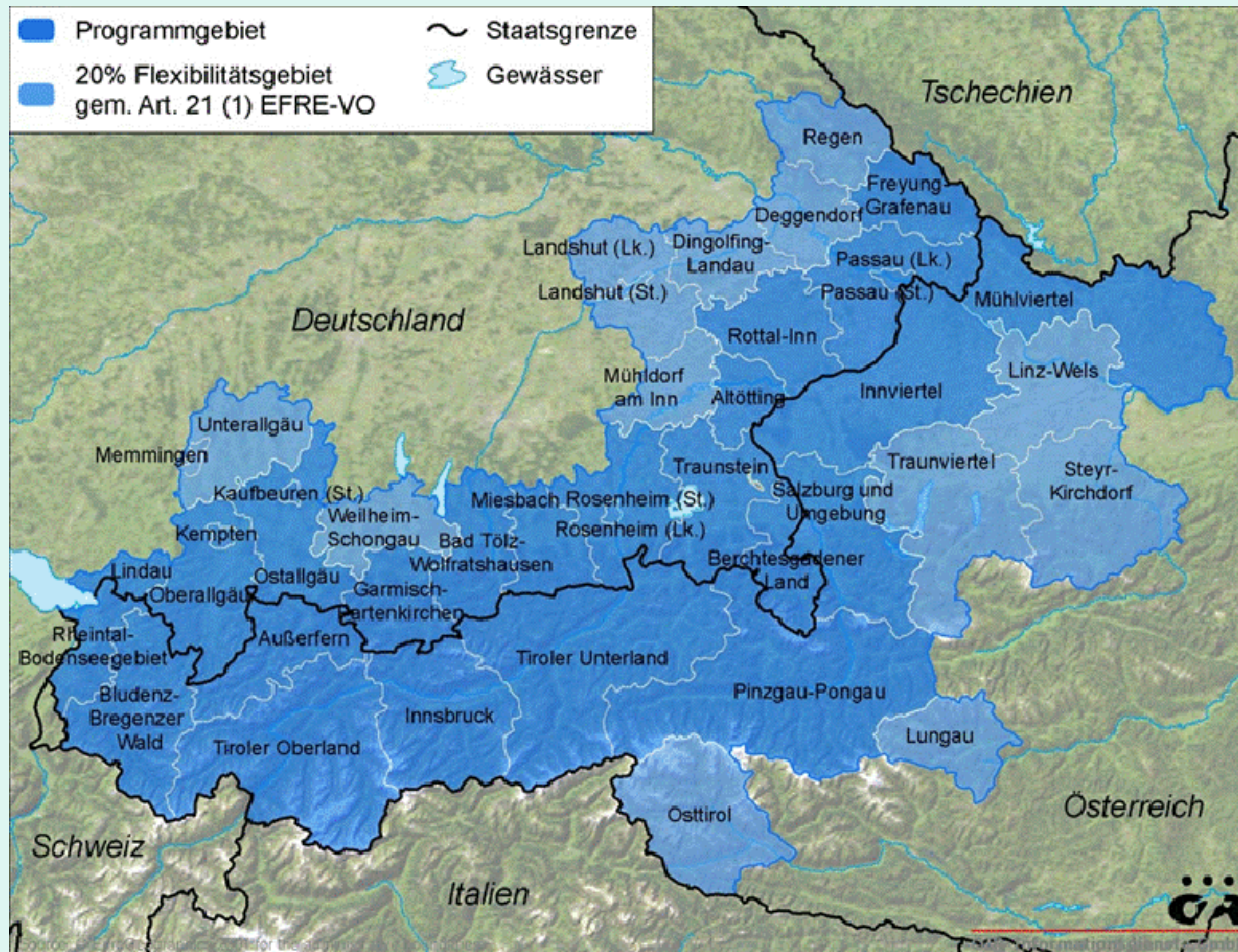 Programmgebiet
20% Flexibilitätsgebiet
gem. Art. 21 (1) EFRE-VO
Staatsgrenze
Gewässer
Tschechien
Regen
Freyung-
Grafenau
Deggendorf
Landshut (Lk.)
Dingolfing-
Landau
Passau (Lk.)
Landshut (St.)
Passau (St.)
Mühlviertel
Deutschland
Rottal-Inn
Linz-Wels
Mühldorf
am Inn
Altötting
Innviertel
Unterallgäu
Memmingen
Traunstein
Traunviertel
Steyr-
Kirchdorf
Kaufbeuren (St.)
Miesbach
Rosenheim (St.)
Salzburg und
Umgebung
Weilheim-
Schongau
Kempten
Bad Tölz-
Wolfratshausen
Rosenheim (Lk.)
Berchtesgadener
Land
Lindau
Oberallgäu
Ostallgäu
Garmisch-
Partenkirchen
Rheintal-
Bodenseegebiet
Außerfern
Tiroler Unterland
Pinzgau-Pongau
Bludenz-
Bregenzer
Wald
Innsbruck
Tiroler Oberland
Lungau
Osttirol
Österreich
Schweiz
Italien